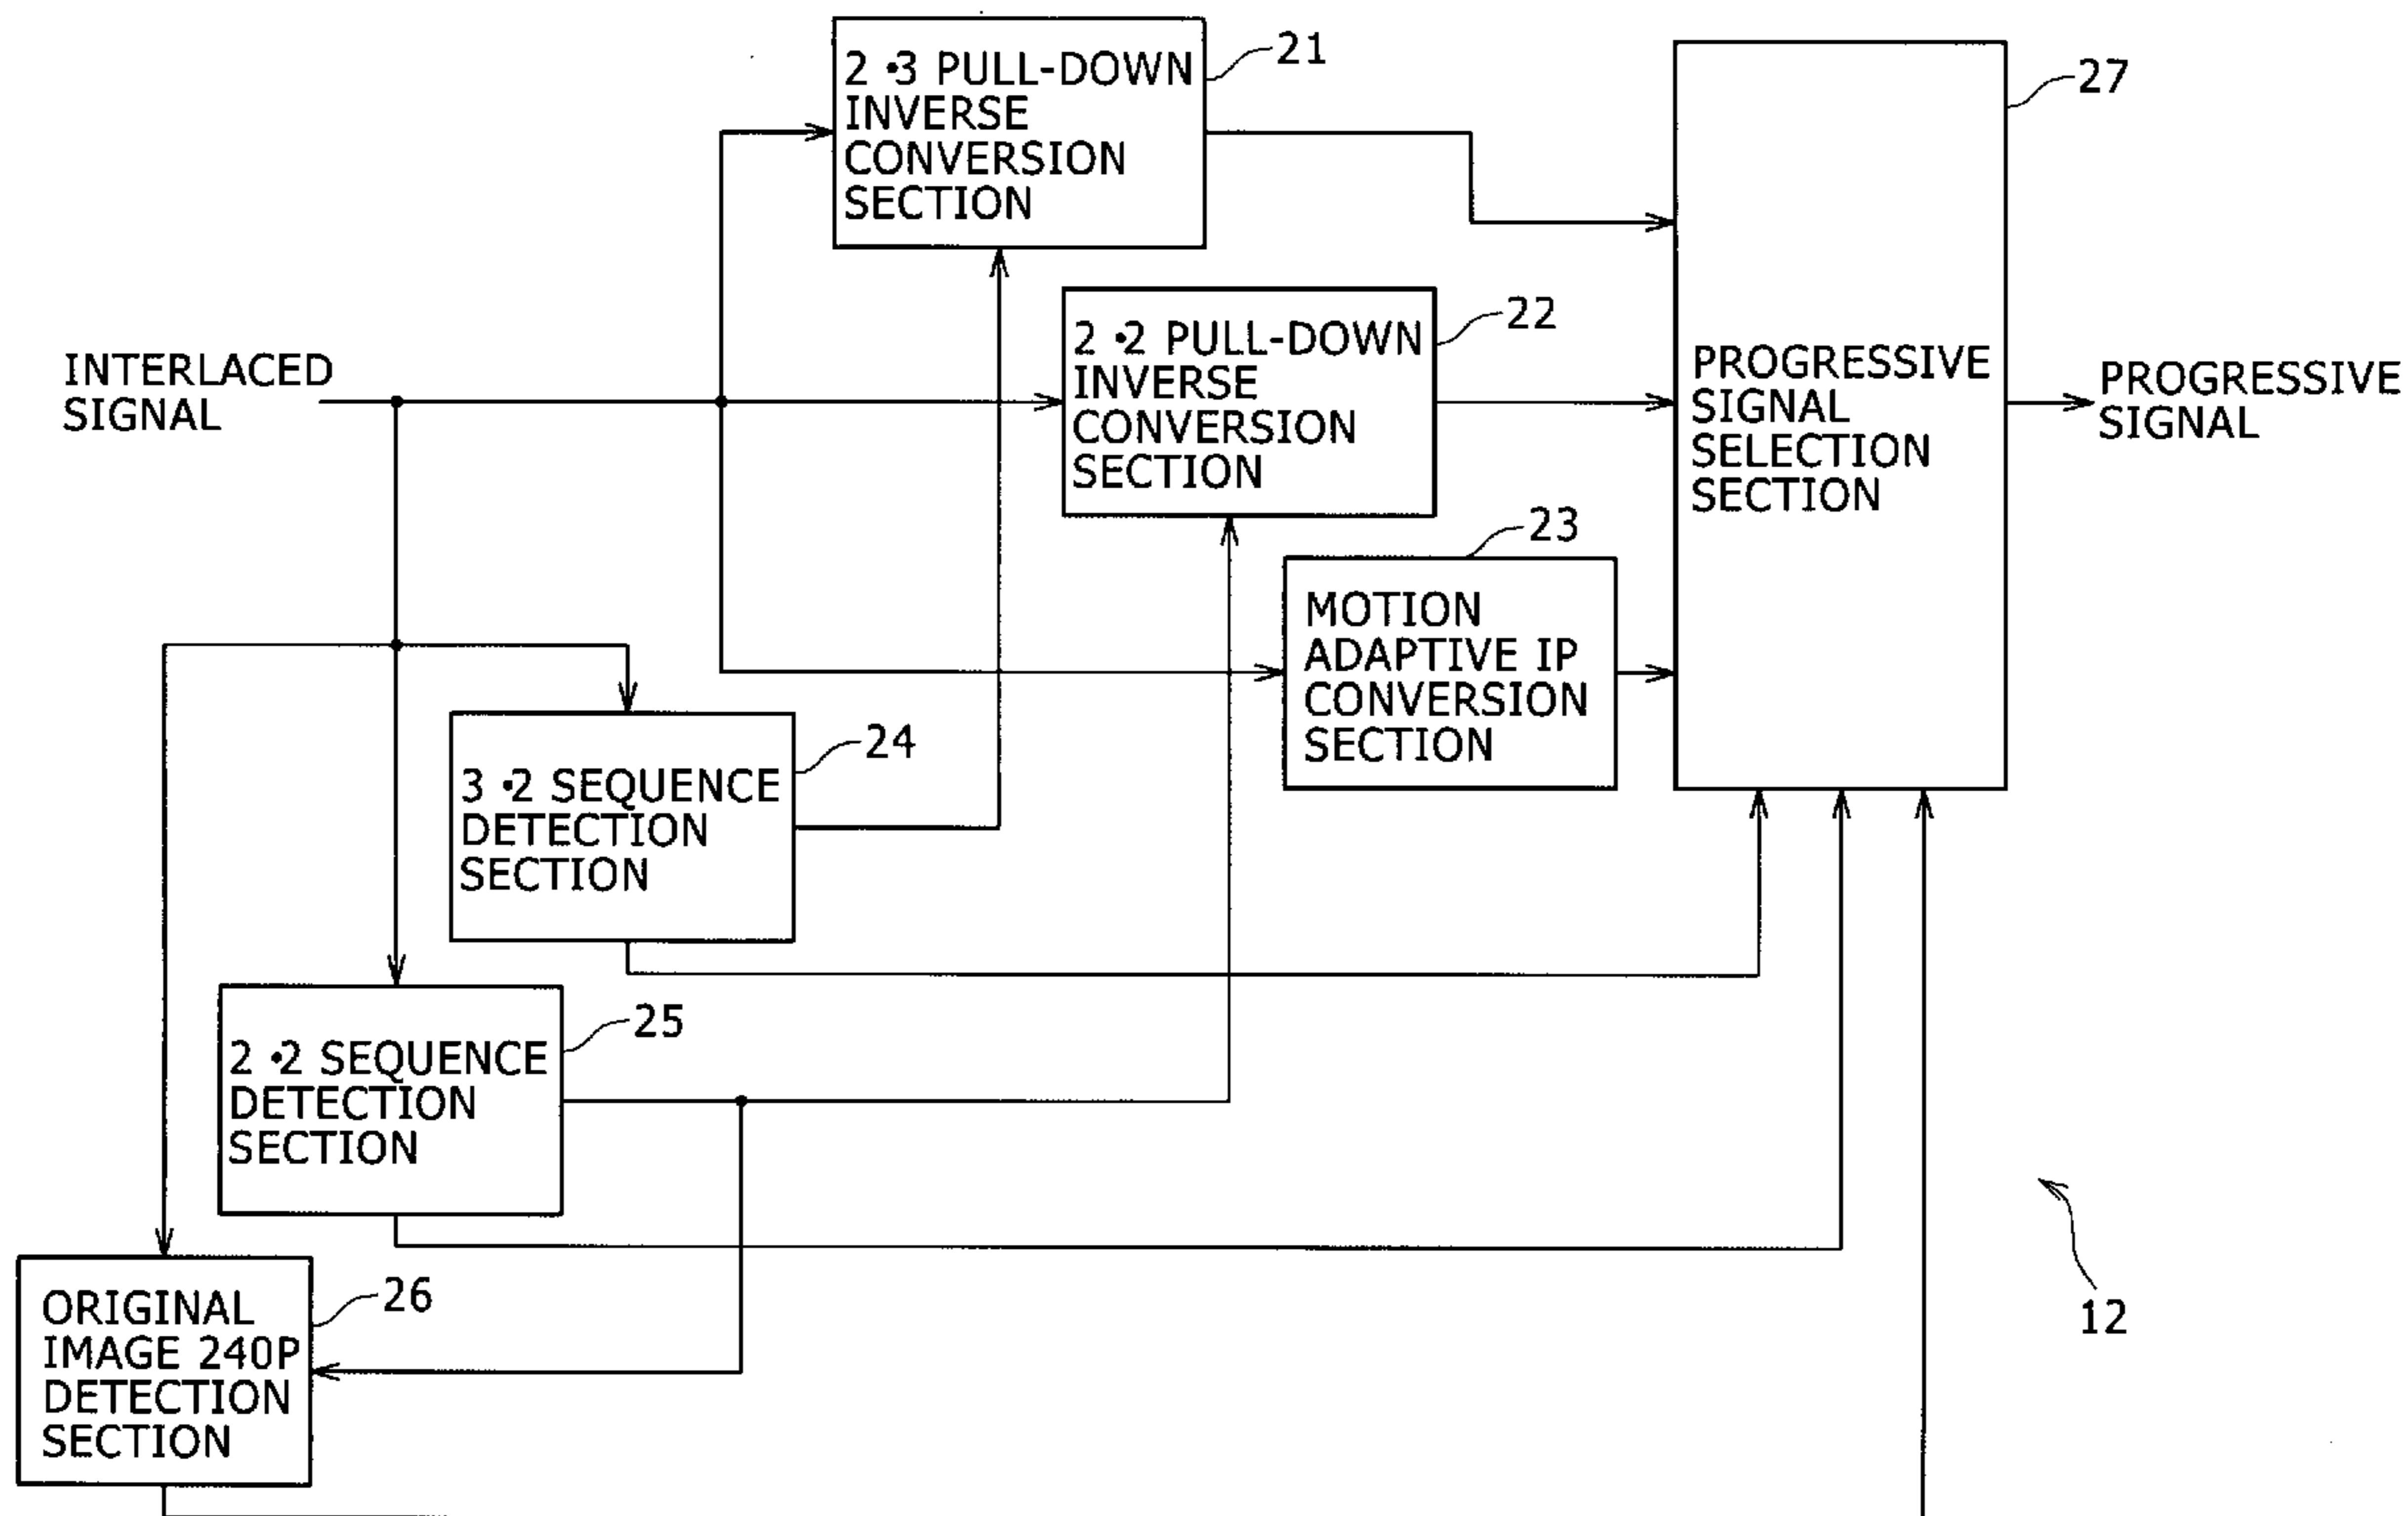 2・3 PULL-DOWN
INVERSE
CONVERSION
SECTION
21
27
2・2 PULL-DOWN
INVERSE
CONVERSION
SECTION
22
INTERLACED
SIGNAL
PROGRESSIVE
SIGNAL
SELECTION
SECTION
PROGRESSIVE
SIGNAL
23
MOTION
ADAPTIVE IP
CONVERSION
SECTION
24
3・2 SEQUENCE
DETECTION
SECTION
25
2・2 SEQUENCE
DETECTION
SECTION
26
ORIGINAL
IMAGE 240P
DETECTION
SECTION
12